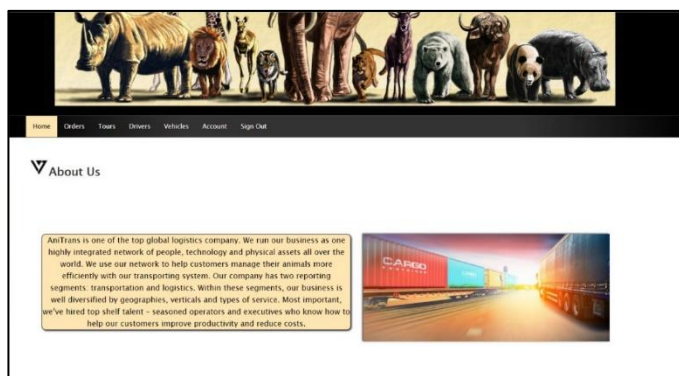 Home Orders Tours Drivers Vehicles Account Sign Out
About Us
AniTrans is one of the top global logistics company. We run our business as one
highly integrated network of people, technology and physical assets all over the
world. We use our network to help customers manage their animals more
efficiently with our transporting system. Our company has two reporting
segments: transportation and logistics. Within these segments, our business is
well diversified by geographies, verticals and types of service. Most important,
we've hired top shelf talent - seasoned operators and executives who know how to
help our customers improve productivity and reduce costs.
CARGO